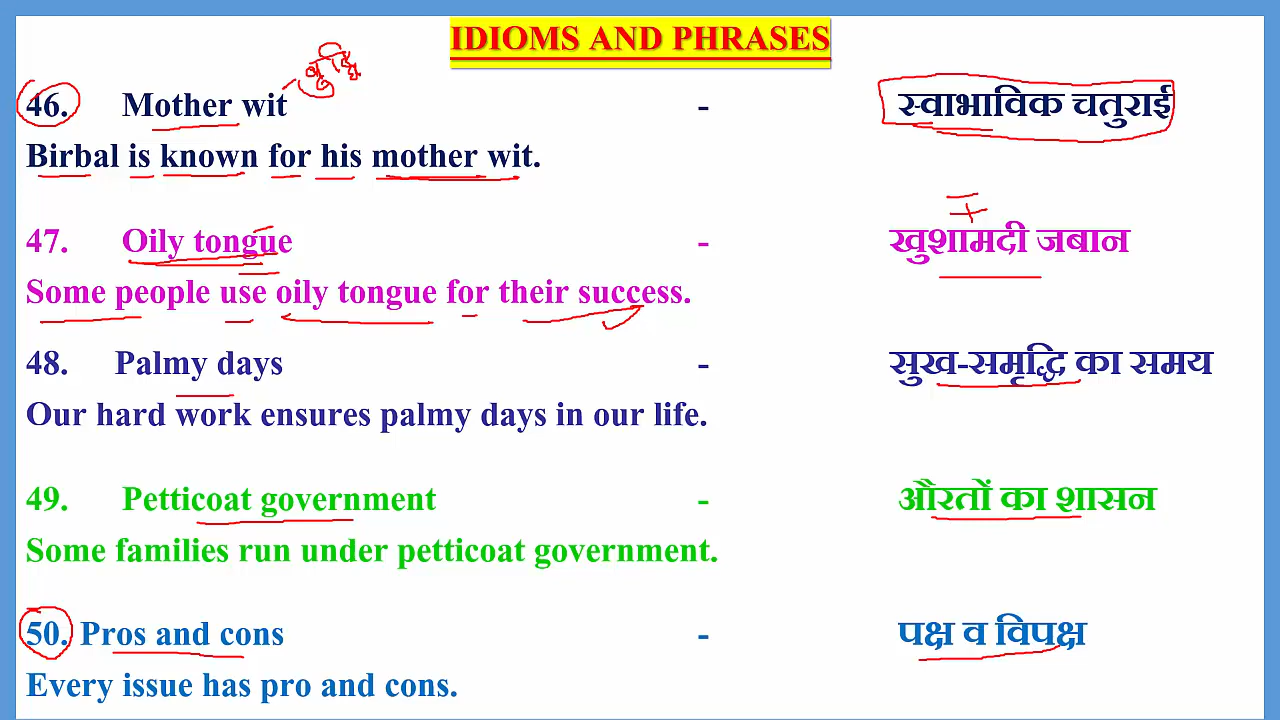 IDIOMS AND PHRASES
46. Mother wit - स्वाभाविक चतुराई
Birbal is known for his mother wit.
47. Oily tongue - खुशामदी जबान
Some people use oily tongue for their success.
48. Palmy days - सुख-समृद्धि का समय
Our hard work ensures palmy days in our life.
49. Petticoat government - औरतों का शासन
Some families run under petticoat government.
50. Pros and cons - पक्ष व विपक्ष
Every issue has pro and cons.